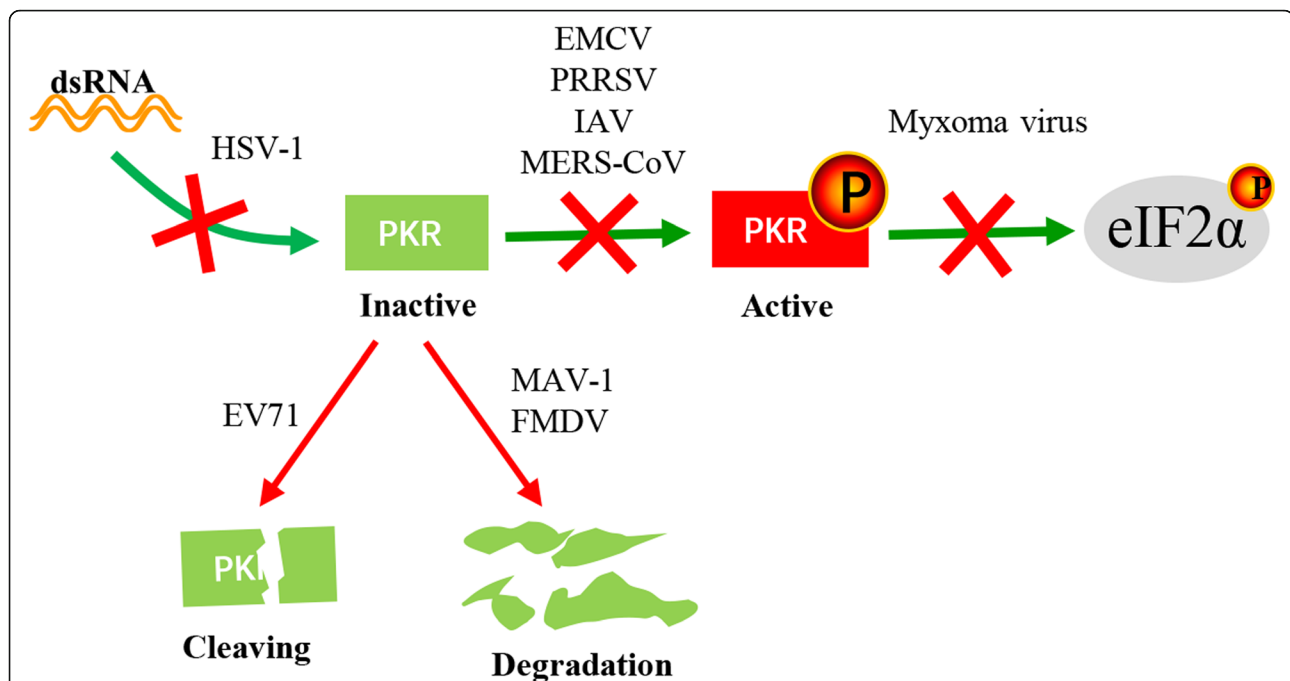 EMCV
PRRSV
IAV
MERS-CoV
dsRNA
HSV-1
Myxoma virus
PKR
PKR
P
eIF2α
P
Inactive
Active
EV71
MAV-1
FMDV
PK
Cleaving
Degradation